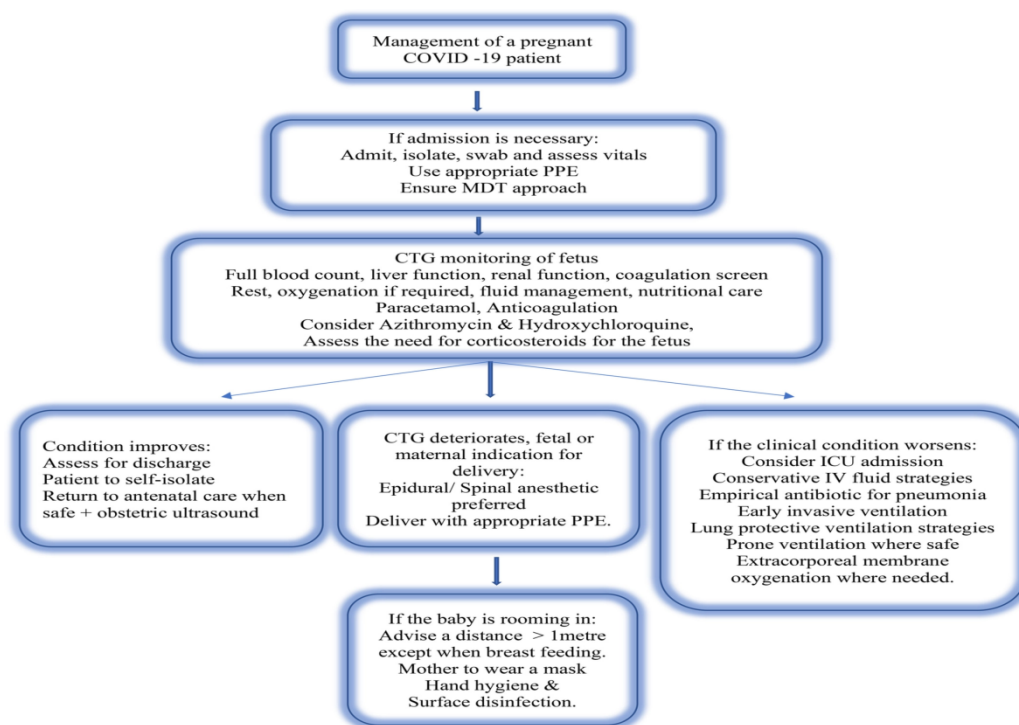 Management of a pregnant
COVID -19 patient
If admission is necessary:
Admit, isolate, swab and assess vitals
Use appropriate PPE
Ensure MDT approach
CTG monitoring of fetus
Full blood count, liver function, renal function, coagulation screen
Rest, oxygenation if required, fluid management, nutritional care
Paracetamol, Anticoagulation
Consider Azithromycin & Hydroxychloroquine,
Assess the need for corticosteroids for the fetus
Condition improves:
Assess for discharge
Patient to self-isolate
Return to antenatal care when
safe + obstetric ultrasound
CTG deteriorates, fetal or
maternal indication for
delivery:
Epidural/ Spinal anesthetic
preferred
Deliver with appropriate PPE.
If the clinical condition worsens:
Consider ICU admission
Conservative IV fluid strategies
Empirical antibiotic for pneumonia
Early invasive ventilation
Lung protective ventilation strategies
Prone ventilation where safe
Extracorporeal membrane
oxygenation where needed.
If the baby is rooming in:
Advise a distance > 1metre
except when breast feeding.
Mother to wear a mask
Hand hygiene &
Surface disinfection.